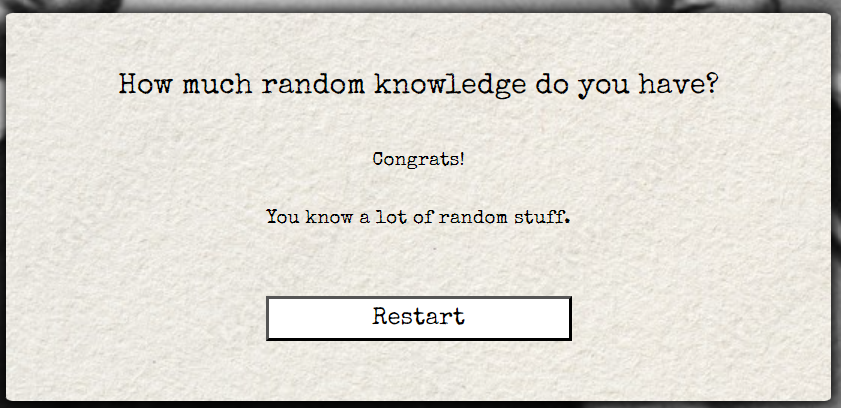 How much random knowledge do you have?
Congrats!
You know a lot of random stuff.
Restart